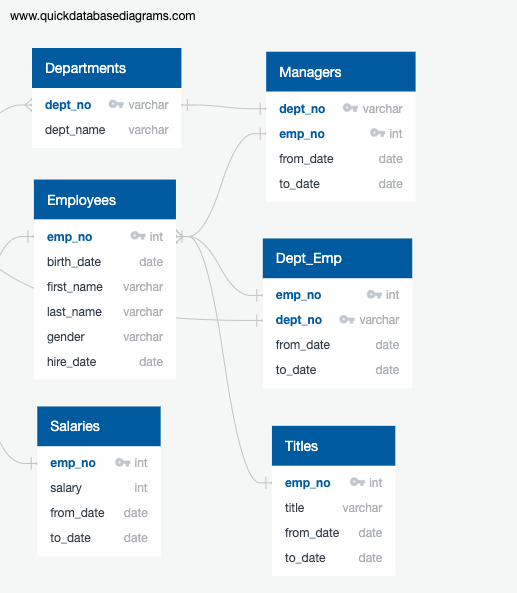 www.quickdatabasediagrams.com
Departments
dept_no varchar
dept_name varchar
Managers
dept_no varchar
emp_no int
from_date date
to_date date
Employees
emp_no int
birth_date date
first_name varchar
last_name varchar
gender varchar
hire_date date
Dept_Emp
emp_no int
dept_no varchar
from_date date
to_date date
Salaries
emp_no int
salary int
from_date date
to_date date
Titles
emp_no int
title varchar
from_date date
to_date date